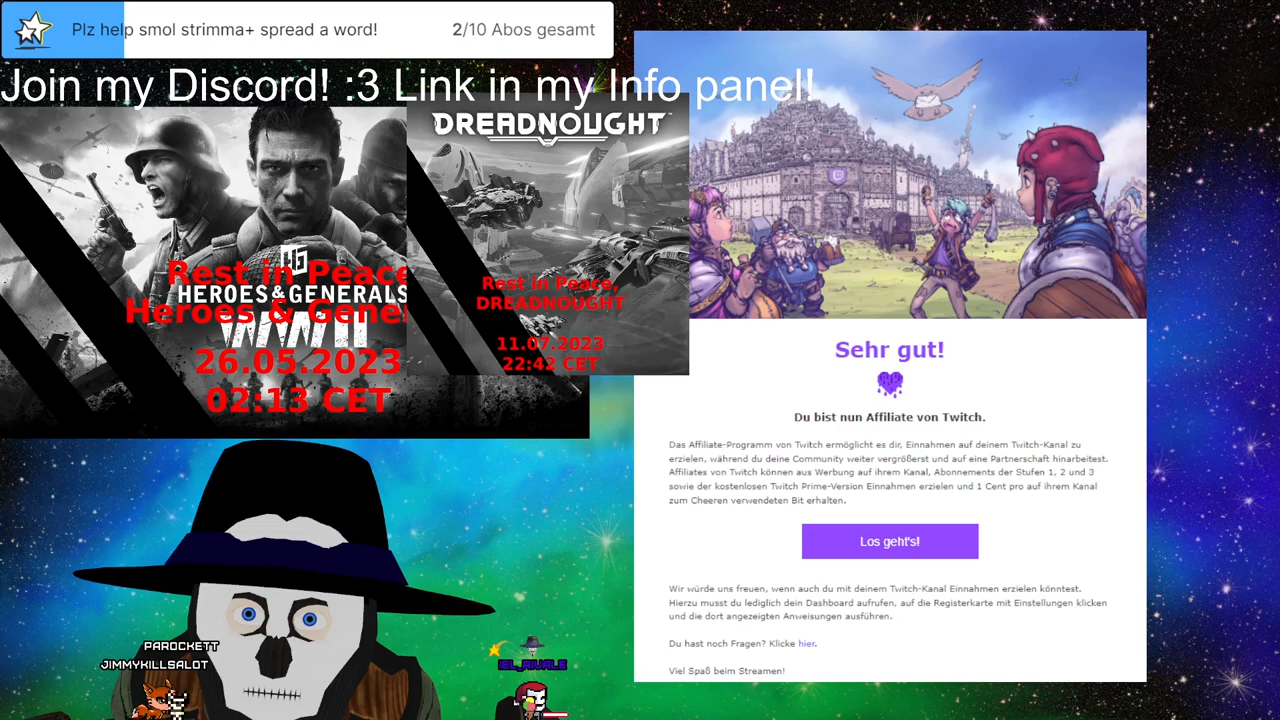 Plz help smol strimma+ spread a word!
2/10 Abos gesamt
Join my Discord! :3 Link in my Info panel!
DREADNOUGHT
Rest in Peace
HEROES & GENERALS
Heroes & Gene
WWII
26.05.2023
02:13 CET
Rest in Peace,
DREADNOUGHT
11.07.2023
22:42 CET
Sehr gut!
Du bist nun Affiliate von Twitch.
Das Affiliate-Programm von Twitch ermöglicht es dir, Einnahmen auf deinem Twitch-Kanal zu
erzielen, während du deine Community weiter vergrößerst und auf eine Partnerschaft hinarbeitest.
Affiliates von Twitch können aus Werbung auf ihrem Kanal, Abonnements der Stufen 1, 2 und 3
sowie der kostenlosen Twitch Prime-Version Einnahmen erzielen und 1 Cent pro auf ihrem Kanal
zum Cheeren verwendeten Bit erhalten.
Los geht's!
Wir würde uns freuen, wenn auch du mit deinem Twitch-Kanal Einnahmen erzielen könntest.
Hierzu musst du lediglich dein Dashboard aufrufen, auf die Registerkarte mit Einstellungen klicken
und die dort angezeigten Anweisungen ausführen.
Du hast noch Fragen? Klicke hier.
Viel Spaß beim Streamen!
PAROCKETT
JIMMYKILLSALOT